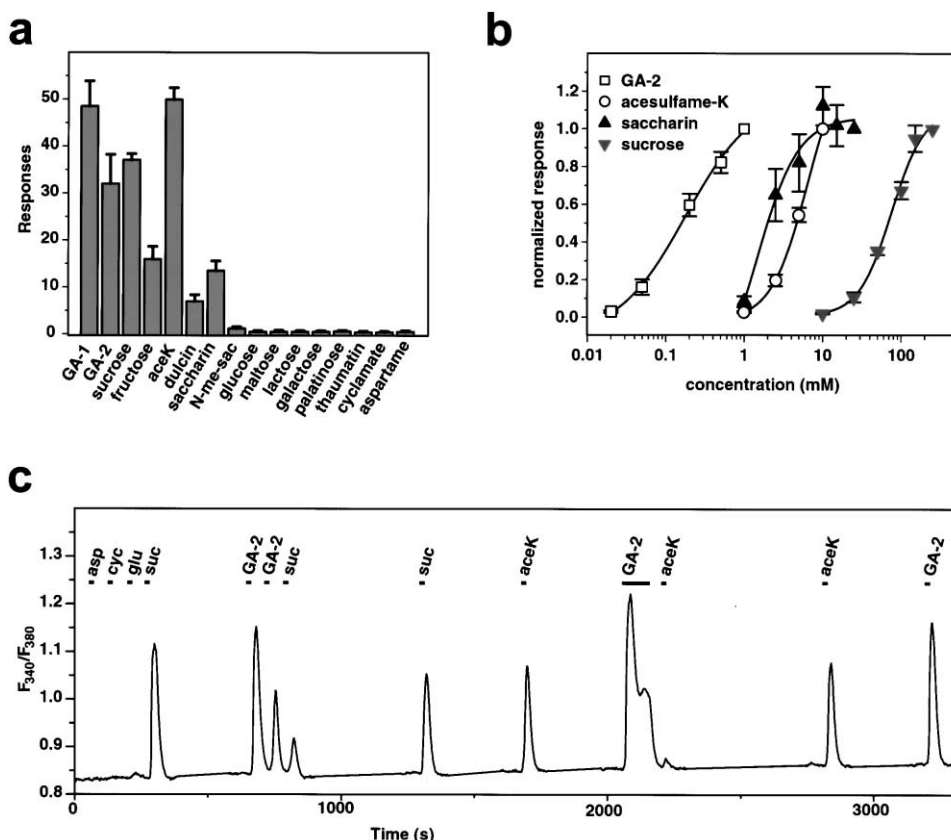 a
Responses
50
40
30
20
10
0
GA-1
GA-2
sucrose
fructose
aceK
dulcin
saccharin
N-me-sac
glucose
maltose
lactose
galactose
palatinose
thaumatin
cyclamate
aspartame
b
normalized response
1.2
1.0
0.8
0.6
0.4
0.2
0.0
GA-2
acesulfame-K
saccharin
sucrose
0.01 0.1 1 10 100
concentration (mM)
c
F340/F380
1.3
1.2
1.1
1.0
0.9
0.8
asp
cyc
glu
suc
GA-2
GA-2
suc
suc
aceK
GA-2
aceK
aceK
GA-2
0 1000 2000 3000
Time (s)